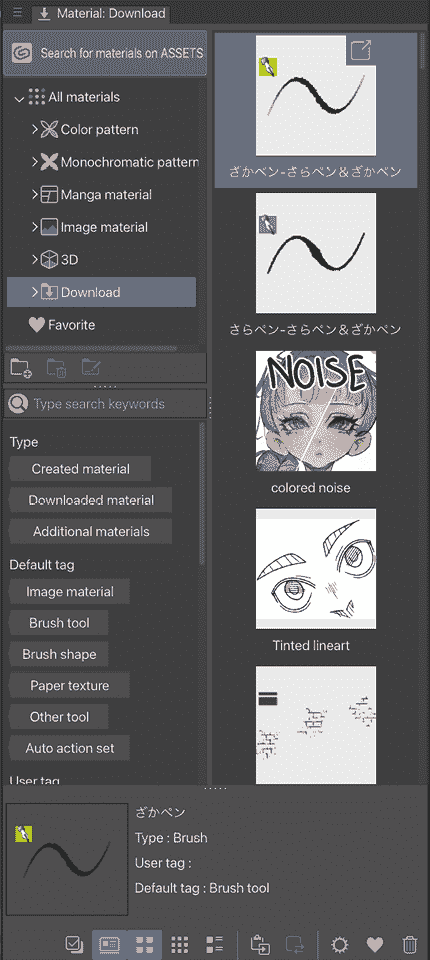 Material: Download
Search for materials on ASSETS
All materials
Color pattern
Monochromatic pattern
Manga material
Image material
3D
Download
Favorite
Type search keywords
Type
Created material
Downloaded material
Additional materials
Default tag
Image material
Brush tool
Brush shape
Paper texture
Other tool
Auto action set
User tag
ざかペン-さらペン＆ざかペン
さらペン-さらペン＆ざかペン
NOISE
colored noise
Tinted lineart
ざかペン
Type : Brush
User tag :
Default tag : Brush tool